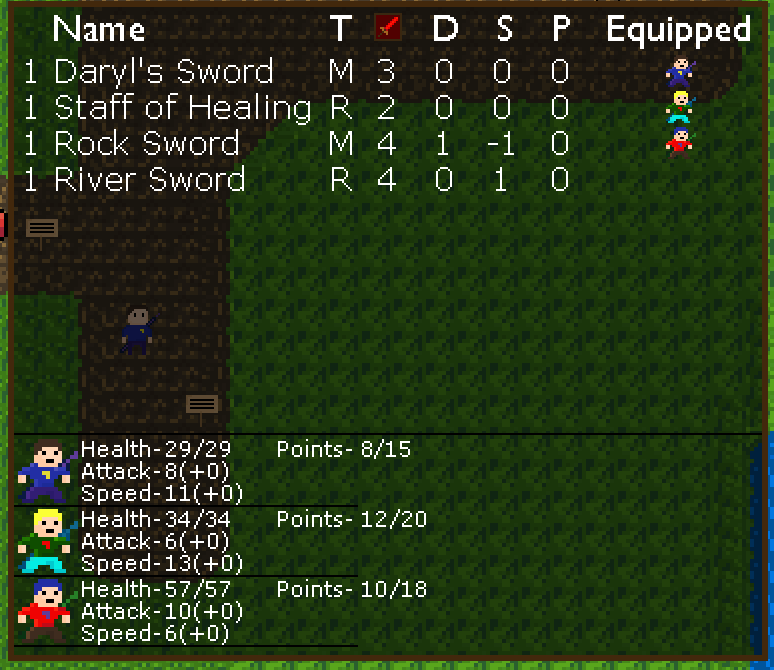 Name T D S P Equipped
1 Daryl's Sword M 3 0 0 0
1 Staff of Healing R 2 0 0 0
1 Rock Sword M 4 1 -1 0
1 River Sword R 4 0 1 0
Health-29/29 Points- 8/15
Attack-8(+0)
Speed-11(+0)
Health-34/34 Points- 12/20
Attack-6(+0)
Speed-13(+0)
Health-57/57 Points- 10/18
Attack-10(+0)
Speed-6(+0)